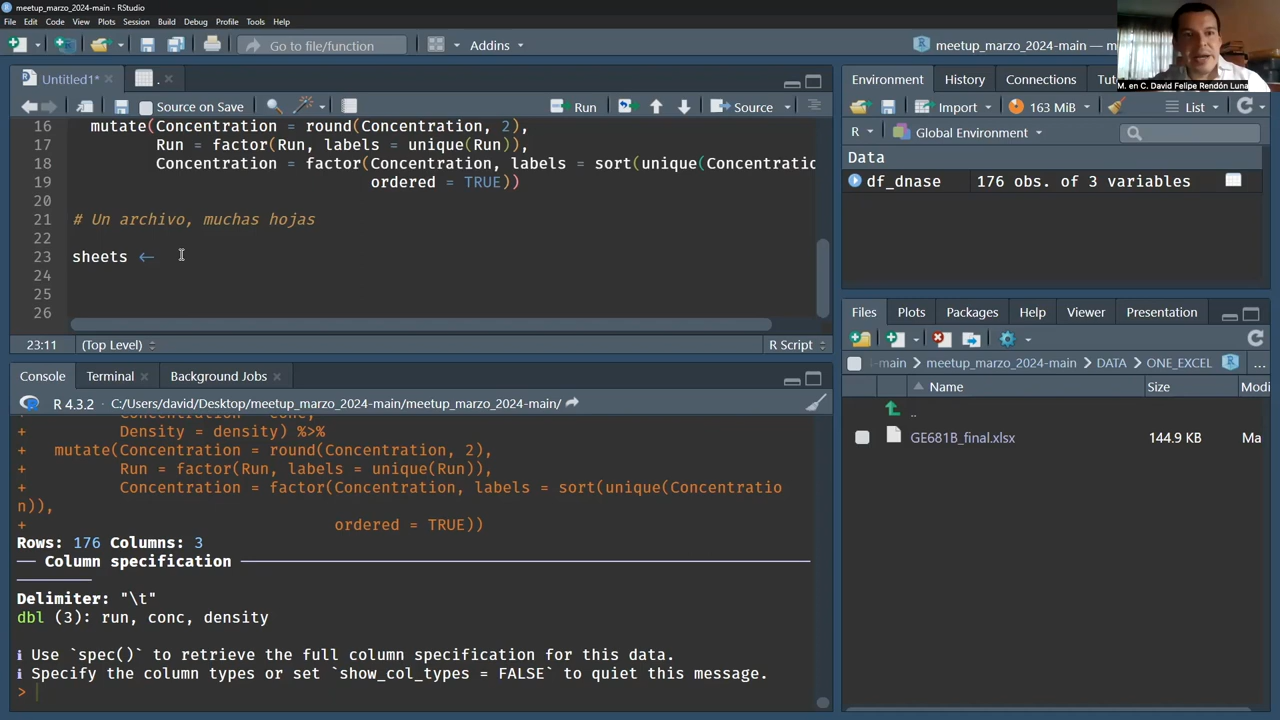 meetup_marzo_2024-main - RStudio
File Edit Code View Plots Session Build Debug Profile Tools Help
Go to file/function
Addins
meetup_marzo_2024-main
M. en C. David Felipe Rendón Luna
Untitled1*
.
Source on Save
Run
Source
16 mutate(Concentration = round(Concentration, 2),
17 Run = factor(Run, labels = unique(Run)),
18 Concentration = factor(Concentration, labels = sort(unique(Concentratio
19 ordered = TRUE))
20
21 # Un archivo, muchas hojas
22
23 sheets ←
24
25
26
23:11 (Top Level) R Script
Console Terminal Background Jobs
R 4.3.2 · C:/Users/david/Desktop/meetup_marzo_2024-main/meetup_marzo_2024-main/
+ Concentration = conc,
+ Density = density) %>%
+ mutate(Concentration = round(Concentration, 2),
+ Run = factor(Run, labels = unique(Run)),
+ Concentration = factor(Concentration, labels = sort(unique(Concentratio
n)),
+ ordered = TRUE))
Rows: 176 Columns: 3
── Column specification ──
Delimiter: "\t"
dbl (3): run, conc, density
ℹ Use `spec()` to retrieve the full column specification for this data.
ℹ Specify the column types or set `show_col_types = FALSE` to quiet this message.
>
Environment History Connections Tu
Import 163 MiB List
R Global Environment
Data
df_dnase 176 obs. of 3 variables
Files Plots Packages Help Viewer Presentation
-main meetup_marzo_2024-main DATA ONE_EXCEL ...
Name Size Modi
..
GE681B_final.xlsx 144.9 KB Ma